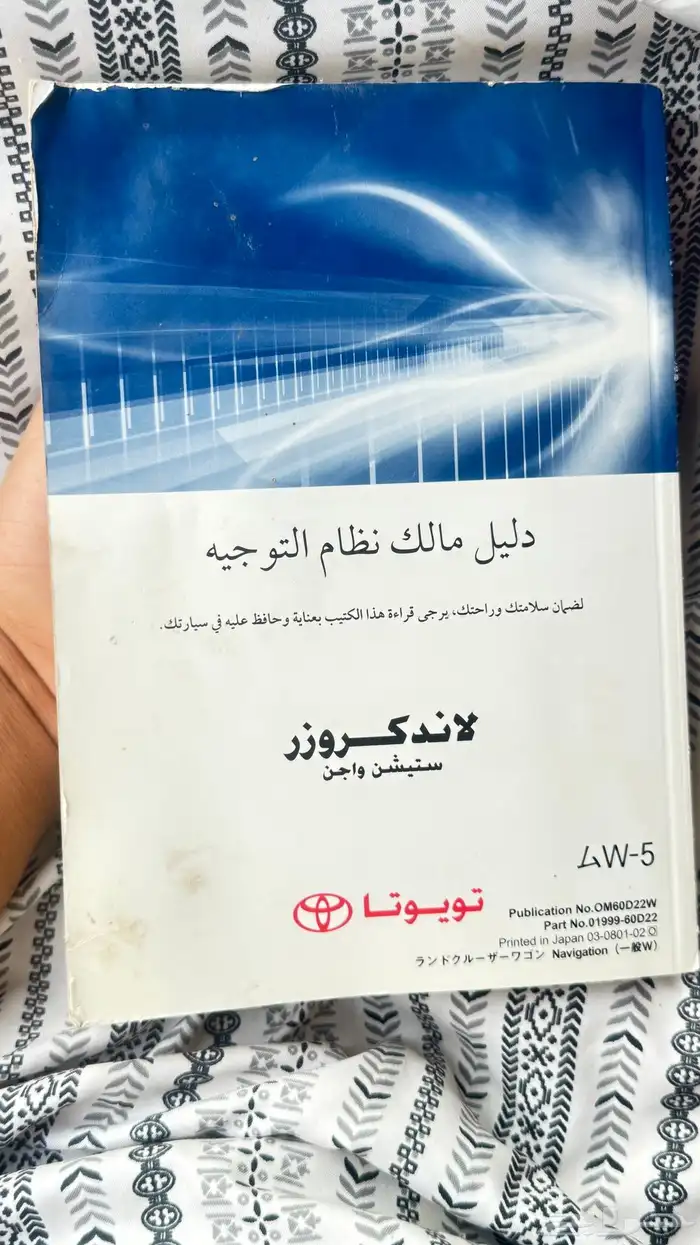 دليل مالك نظام التوجيه
لضمان سلامتك وراحتك، يرجى قراءة هذا الكتيب بعناية وحافظ عليه في سيارتك.
لاندكروزر
ستيشن واجن
ムW-5
تويوتا
Publication No.OM60D22W
Part No.01999-60D22
Printed in Japan 03-0801-02
ランドクルーザーワゴン Navigation (一般W)